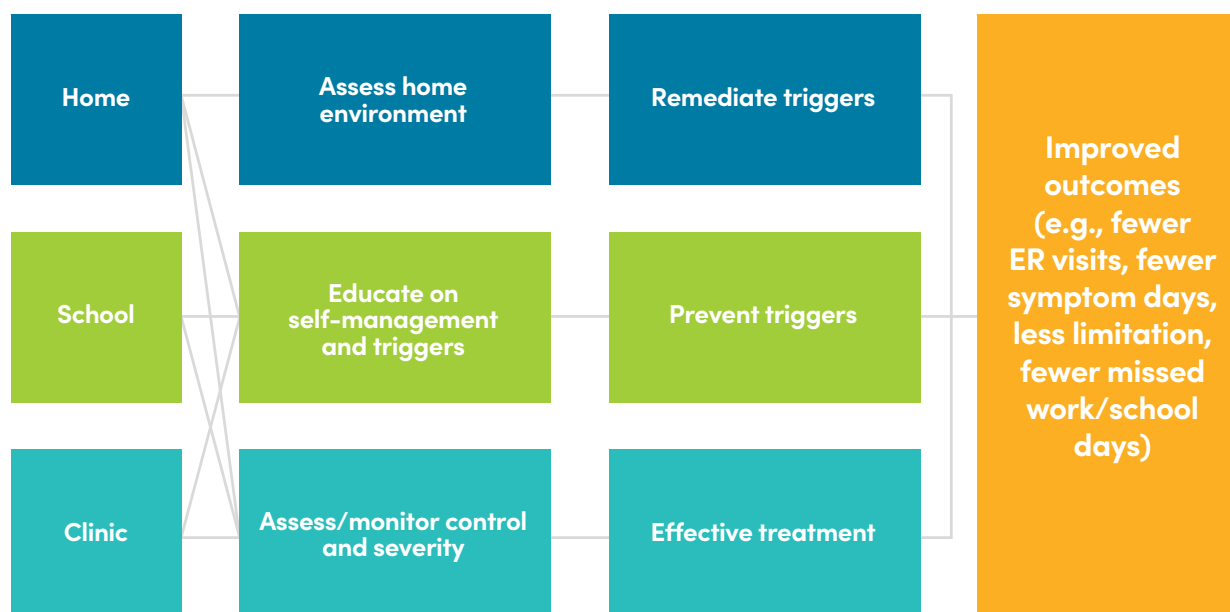 Home
Assess home
environment
Remediate triggers
School
Educate on
self-management
and triggers
Prevent triggers
Clinic
Assess/monitor control
and severity
Effective treatment
Improved
outcomes
(e.g., fewer
ER visits, fewer
symptom days,
less limitation,
fewer missed
work/school
days)